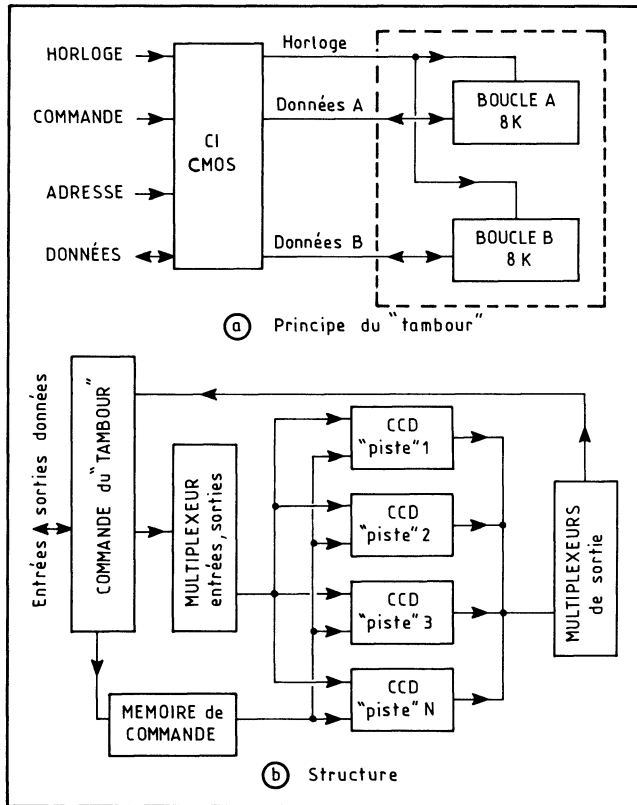 HORLOGE
COMMANDE
ADRESSE
DONNÉES
CI
CMOS
Horloge
Données A
Données B
BOUCLE A
8 K
BOUCLE B
8 K
a Principe du "tambour"
Entrées sorties données
COMMANDE du "TAMBOUR"
MULTIPLEXEUR
entrées, sorties
CCD
"piste" 1
CCD
"piste" 2
CCD
"piste" 3
CCD
"piste" N
MULTIPLEXEURS
de sortie
MEMOIRE de
COMMANDE
b Structure